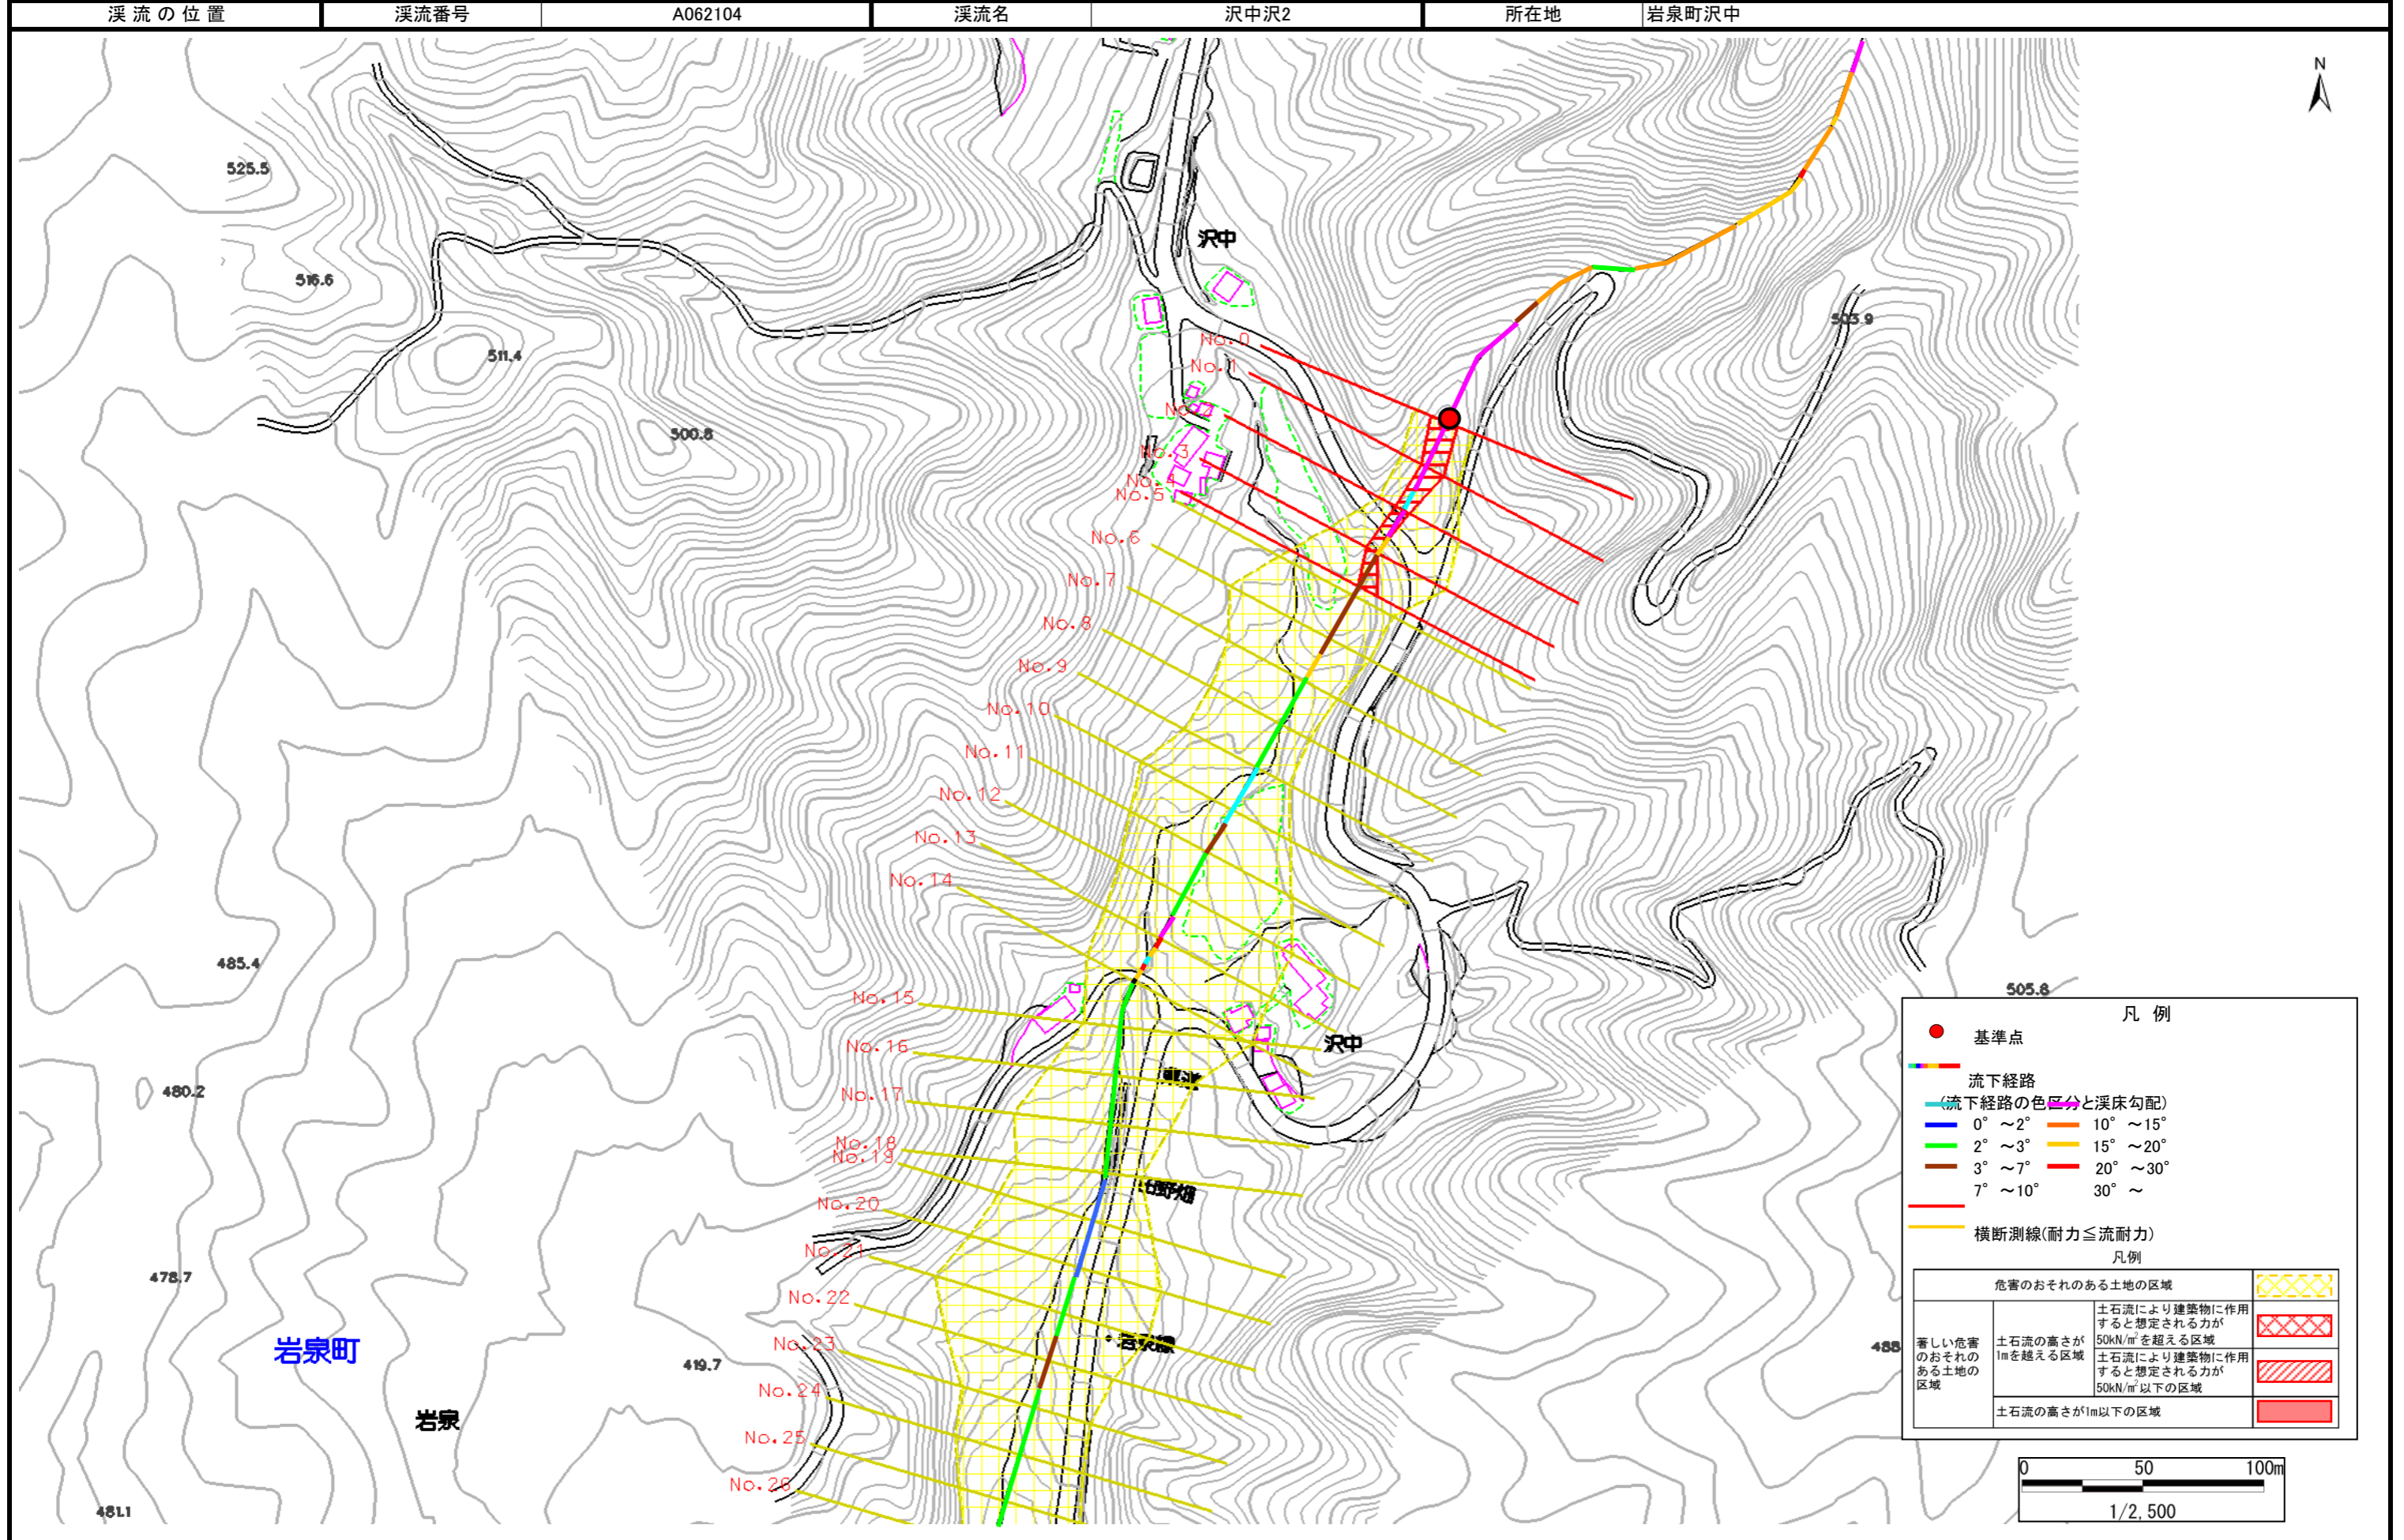 渓流の位置 渓流番号 A062104 渓流名 沢中沢2 所在地 岩泉町沢中
N
525.5
沢中
516.6
503.9
No.0
511.4
No.1
No.2
500.8
No.3
No.4
No.5
No.6
No.7
No.8
No.9
No.10
No.11
No.12
No.13
No.14
485.4
505.8
No.15
沢中
No.16
480.2
No.17
No.18
No.19
No.20
No.21
478.7
No.22
No.23
岩泉町
419.7
488
No.24
岩泉
No.25
No.26
481.1
凡例
基準点
流下経路
(流下経路の色区分と渓床勾配)
0°~2° 10°~15°
2°~3° 15°~20°
3°~7° 20°~30°
7°~10° 30°~
横断測線(耐力≦流耐力)
凡例
危害のおそれのある土地の区域
著しい危害
のおそれの
ある土地の
区域
土石流の高さが
1mを越える区域
土石流により建築物に作用
すると想定される力が
50kN/㎡を超える区域
土石流により建築物に作用
すると想定される力が
50kN/㎡以下の区域
土石流の高さが1m以下の区域
0 50 100m
1/2,500